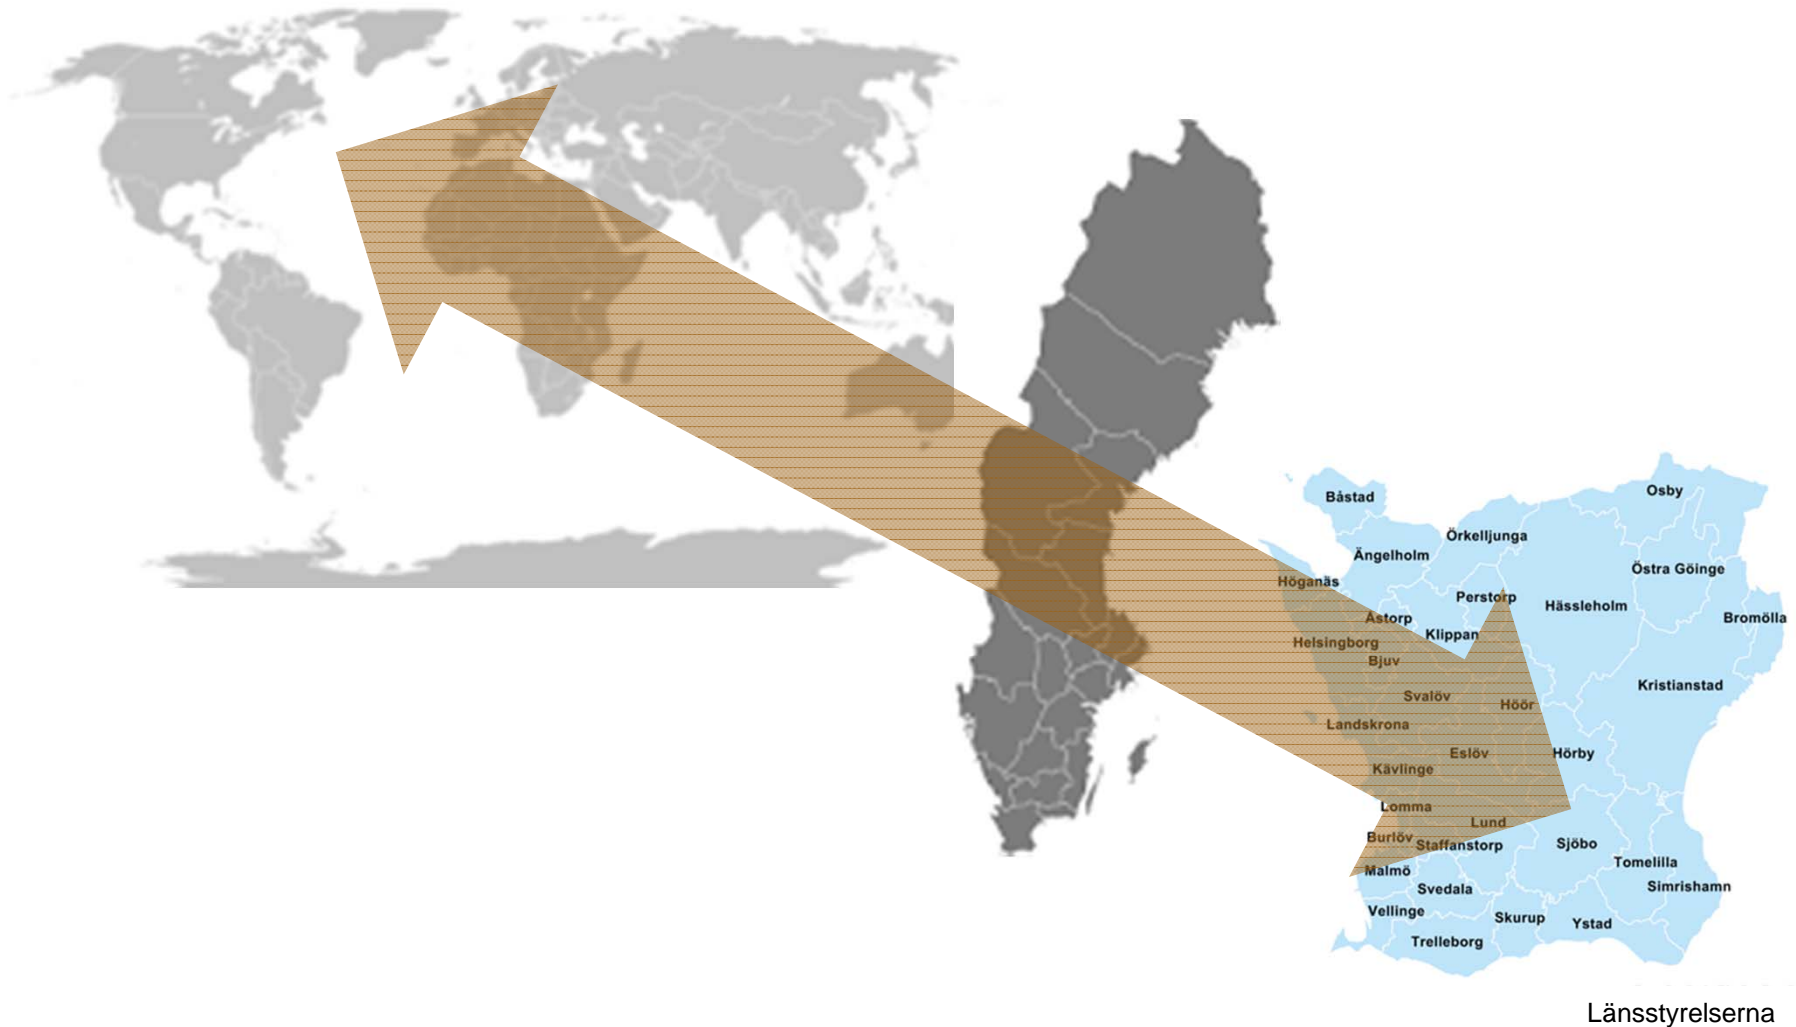 Båstad
Osby
Örkelljunga
Ängelholm
Östra Göinge
Höganäs
Perstorp
Hässleholm
Åstorp
Bromölla
Klippan
Helsingborg
Bjuv
Kristianstad
Svalöv
Höör
Landskrona
Eslöv
Hörby
Kävlinge
Lomma
Lund
Burlöv
Staffanstorp
Sjöbo
Tomelilla
Malmö
Svedala
Simrishamn
Vellinge
Skurup
Ystad
Trelleborg
Länsstyrelserna